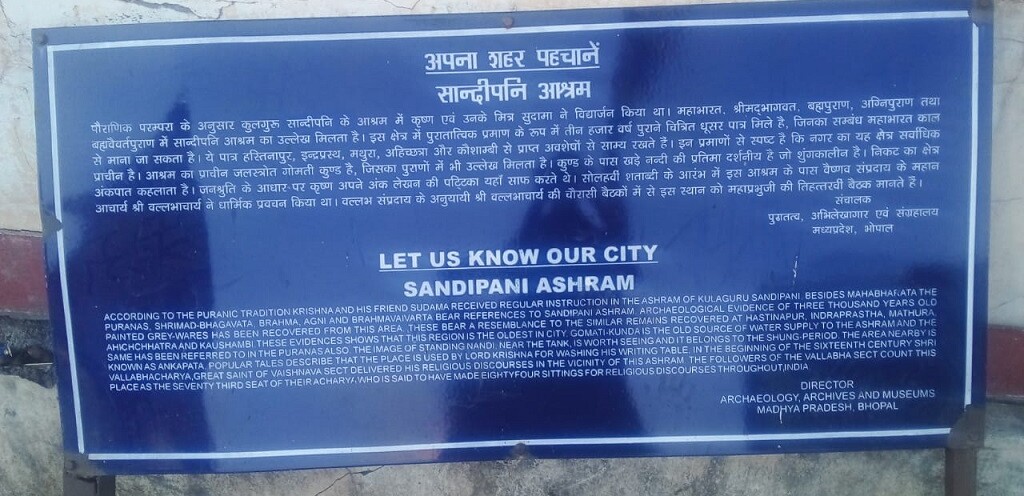 अपना शहर पहचानें
सान्दीपनि आश्रम
पौराणिक परम्परा के अनुसार कुलगुरू सान्दीपनि के आश्रम में कृष्ण एवं उनके मित्र सुदामा ने विद्यार्जन किया था। महाभारत, श्रीमद्भागवत, ब्रह्मपुराण, अग्निपुराण तथा
ब्रह्मवैवर्तपुराण में सान्दीपनि आश्रम का उल्लेख मिलता है। इस क्षेत्र में पुरातात्विक प्रमाण के रूप में तीन हजार वर्ष पुराने चित्रित धूसर पात्र मिले है, जिनका सम्बंध महाभारत काल
से माना जा सकता है। ये पात्र हस्तिनापुर, इन्द्रप्रस्थ, मथुरा, अहिच्छत्रा और कौशाम्बी से प्राप्त अवशेषों से साम्य रखते हैं। इन प्रमाणों से स्पष्ट है कि नगर का यह क्षेत्र सर्वाधिक
प्राचीन है। आश्रम का प्राचीन जलस्त्रोत गोमती कुण्ड है, जिसका पुराणों में भी उल्लेख मिलता है। कुण्ड के पास खड़े नन्दी की प्रतिमा दर्शनीय है जो शुंगकालीन है। निकट का क्षेत्र
अंकपात कहलाता है। जनश्रुति के आधार-पर कृष्ण अपने अंक लेखन की पट्टिका यहाँ साफ करते थे। सोलहवीं शताब्दी के आरंभ में इस आश्रम के पास वैष्णव संप्रदाय के महान
आचार्य श्री वल्लभाचार्य ने धार्मिक प्रवचन किया था। वल्लभ संप्रदाय के अनुयायी श्री वल्लभाचार्य की चौरासी बैठकों में से इस स्थान को महाप्रभुजी की तिहत्तरवीं बैठक मानते हैं।
संचालक
पुरातत्व, अभिलेखागार एवं संग्रहालय
मध्यप्रदेश, भोपाल
LET US KNOW OUR CITY
SANDIPANI ASHRAM
ACCORDING TO THE PURANIC TRADITION KRISHNA AND HIS FRIEND SUDAMA RECEIVED REGULAR INSTRUCTION IN THE ASHRAM OF KULAGURU SANDIPANI. BESIDES MAHABHARATA THE
PURANAS, SHRIMAD-BHAGAVATA, BRAHMA, AGNI AND BRAHMAVAIVARTA BEAR REFERENCES TO SANDIPANI ASHRAM. ARCHAEOLOGICAL EVIDENCE OF THREE THOUSAND YEARS OLD
PAINTED GREY-WARES HAS BEEN RECOVERED FROM THIS AREA. THESE BEAR A RESEMBLANCE TO THE SIMILAR REMAINS RECOVERED AT HASTINAPUR, INDRAPRASTHA, MATHURA,
AHICHCHHATRA AND KAUSHAMBI. THESE EVIDENCES SHOWS THAT THIS REGION IS THE OLDEST IN CITY. GOMATI-KUNDA IS THE OLD SOURCE OF WATER SUPPLY TO THE ASHRAM AND THE
SAME HAS BEEN REFERRED TO IN THE PURANAS ALSO. THE IMAGE OF STANDING NANDI, NEAR THE TANK, IS WORTH SEEING AND IT BELONGS TO THE SHUNG-PERIOD. THE AREA NEARBY IS
KNOWN AS ANKAPATA. POPULAR TALES DESCRIBE THAT THE PLACE IS USED BY LORD KRISHNA FOR WASHING HIS WRITING TABLE. IN THE BEGINNING OF THE SIXTEENTH CENTURY SHRI
VALLABHACHARYA, GREAT SAINT OF VAISHNAVA SECT DELIVERED HIS RELIGIOUS DISCOURSES IN THE VICINITY OF THIS ASHRAM. THE FOLLOWERS OF THE VALLABHA SECT COUNT THIS
PLACE AS THE SEVENTY THIRD SEAT OF THEIR ACHARYA, WHO IS SAID TO HAVE MADE EIGHTYFOUR SITTINGS FOR RELIGIOUS DISCOURSES THROUGHOUT, INDIA
DIRECTOR
ARCHAEOLOGY, ARCHIVES AND MUSEUMS
MADHYA PRADESH, BHOPAL